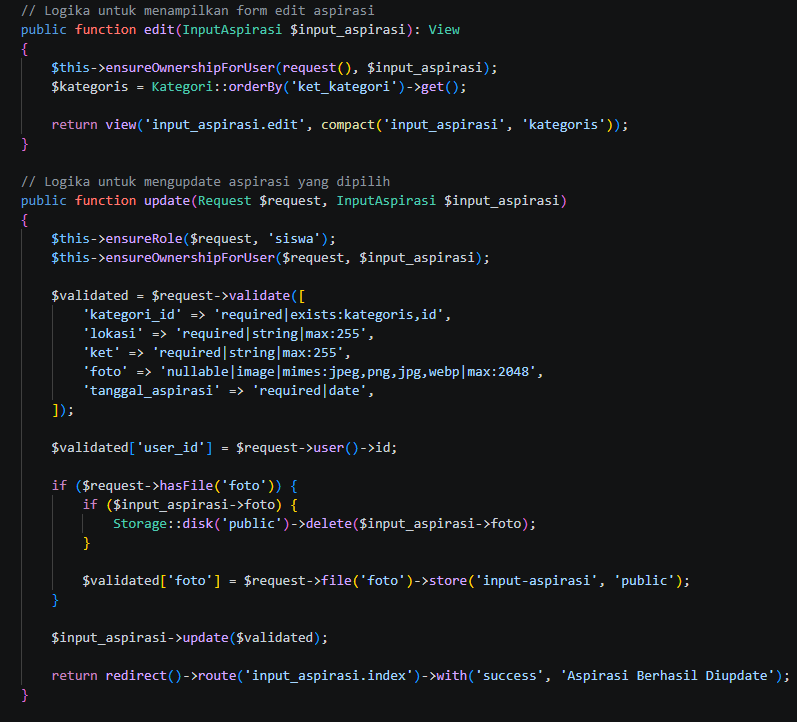 // Logika untuk menampilkan form edit aspirasi
public function edit(InputAspirasi $input_aspirasi): View
{
    $this->ensureOwnershipForUser(request(), $input_aspirasi);
    $kategoris = Kategori::orderBy('ket_kategori')->get();

    return view('input_aspirasi.edit', compact('input_aspirasi', 'kategoris'));
}

// Logika untuk mengupdate aspirasi yang dipilih
public function update(Request $request, InputAspirasi $input_aspirasi)
{
    $this->ensureRole($request, 'siswa');
    $this->ensureOwnershipForUser($request, $input_aspirasi);

    $validated = $request->validate([
        'kategori_id' => 'required|exists:kategoris,id',
        'lokasi' => 'required|string|max:255',
        'ket' => 'required|string|max:255',
        'foto' => 'nullable|image|mimes:jpeg,png,jpg,webp|max:2048',
        'tanggal_aspirasi' => 'required|date',
    ]);

    $validated['user_id'] = $request->user()->id;

    if ($request->hasFile('foto')) {
        if ($input_aspirasi->foto) {
            Storage::disk('public')->delete($input_aspirasi->foto);
        }

        $validated['foto'] = $request->file('foto')->store('input-aspirasi', 'public');
    }

    $input_aspirasi->update($validated);

    return redirect()->route('input_aspirasi.index')->with('success', 'Aspirasi Berhasil Diupdate');
}